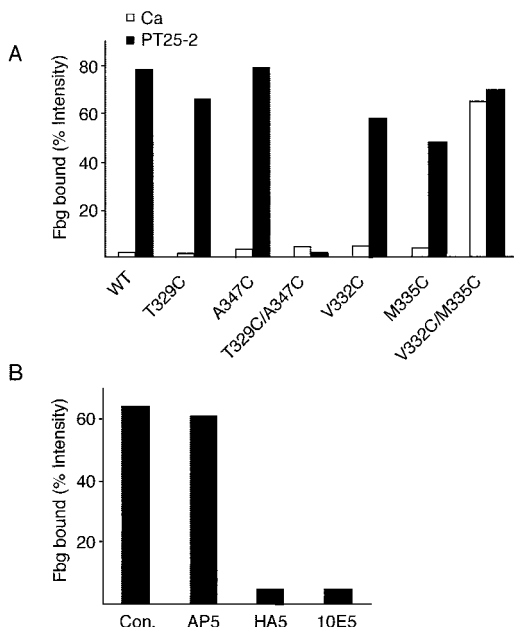 Ca
PT25-2
A
Fbg bound (% Intensity)
80
60
40
20
WT
T329C
A347C
T329C/A347C
V332C
M335C
V332C/M335C
B
Fbg bound (% Intensity)
60
40
20
Con.
AP5
HA5
10E5